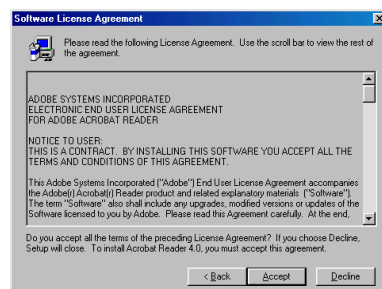 Software License Agreement
Please read the following License Agreement. Use the scroll bar to view the rest of
the agreement.
ADOBE SYSTEMS INCORPORATED
ELECTRONIC END USER LICENSE AGREEMENT
FOR ADOBE ACROBAT READER
NOTICE TO USER:
THIS IS A CONTRACT. BY INSTALLING THIS SOFTWARE YOU ACCEPT ALL THE
TERMS AND CONDITIONS OF THIS AGREEMENT.
This Adobe Systems Incorporated ("Adobe") End User License Agreement accompanies
the Adobe(r) Acrobat(r) Reader product and related explanatory materials ("Software").
The term "Software" also shall include any upgrades, modified versions or updates of the
Software licensed to you by Adobe. Please read this Agreement carefully. At the end,
Do you accept all the terms of the preceding License Agreement? If you choose Decline,
Setup will close. To install Acrobat Reader 4.0, you must accept this agreement.
< Back
Accept
Decline